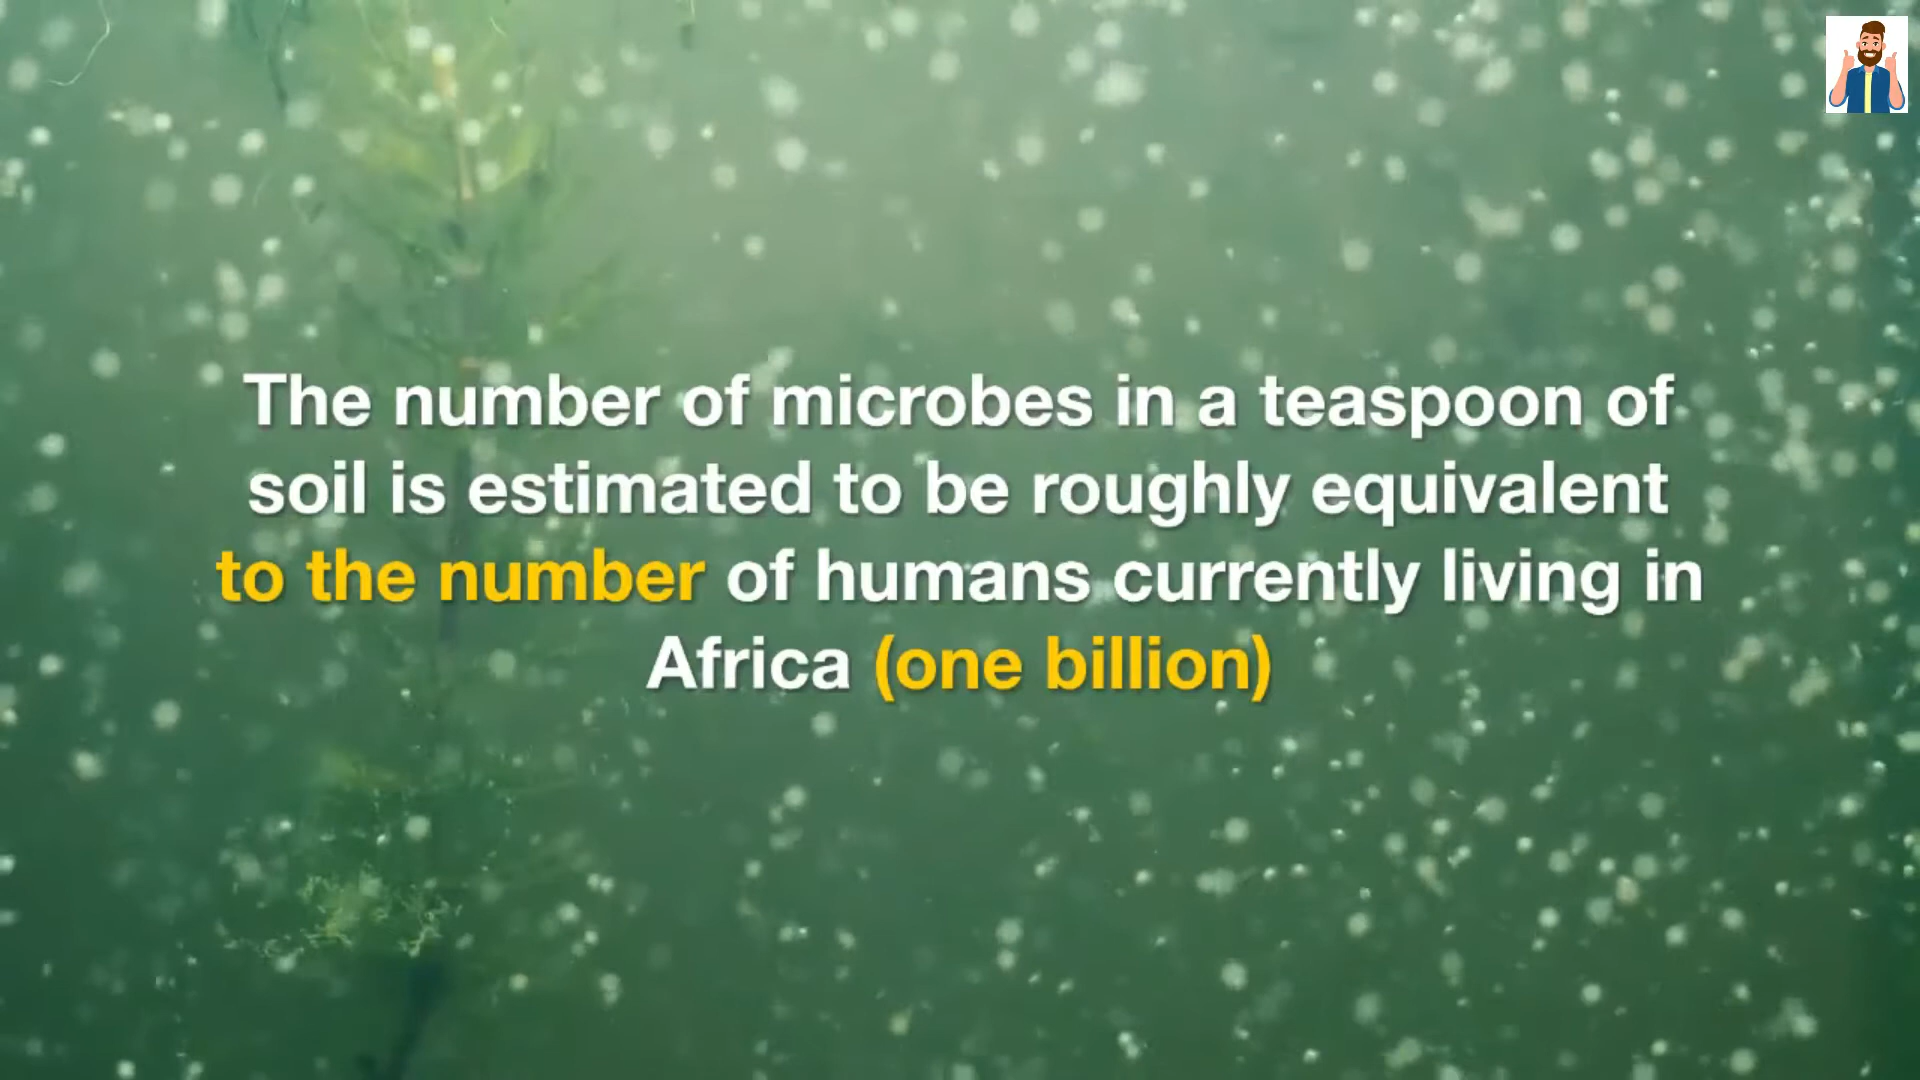 The number of microbes in a teaspoon of
soil is estimated to be roughly equivalent
to the number of humans currently living in
Africa (one billion)